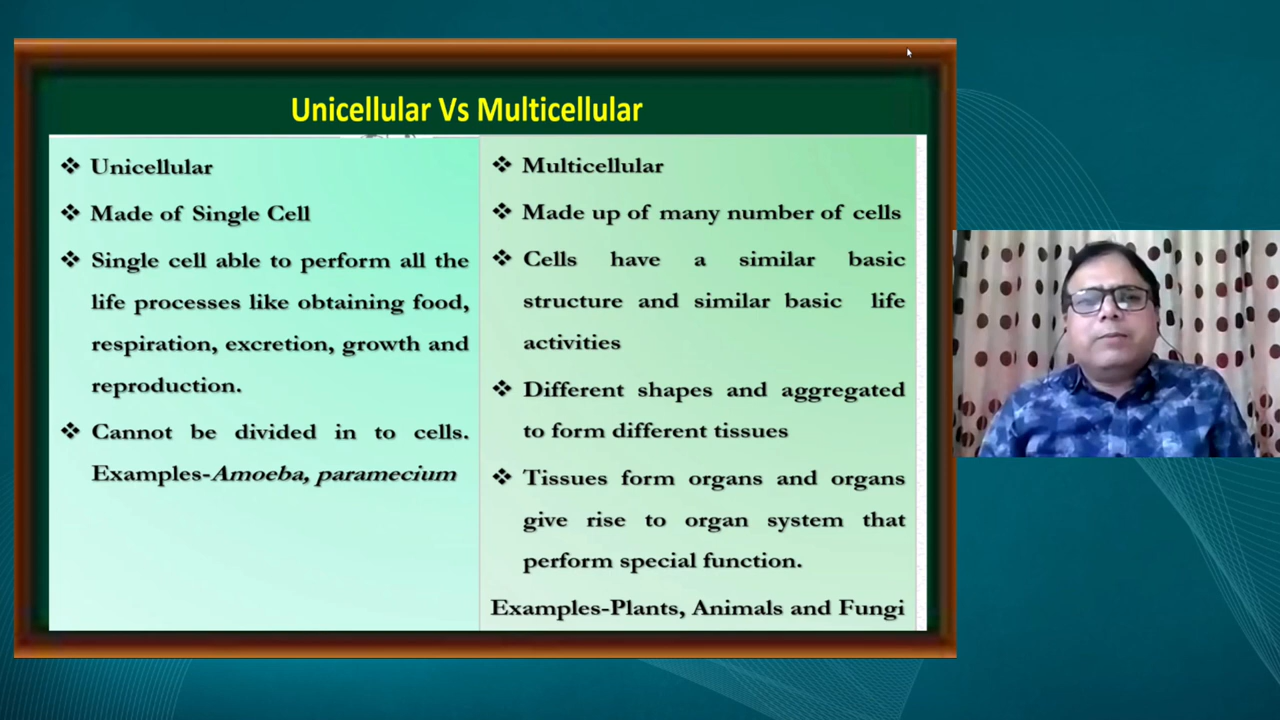 Unicellular Vs Multicellular
❖ Unicellular
❖ Made of Single Cell
❖ Single cell able to perform all the
life processes like obtaining food,
respiration, excretion, growth and
reproduction.
❖ Cannot be divided in to cells.
Examples-Amoeba, paramecium
❖ Multicellular
❖ Made up of many number of cells
❖ Cells have a similar basic
structure and similar basic life
activities
❖ Different shapes and aggregated
to form different tissues
❖ Tissues form organs and organs
give rise to organ system that
perform special function.
Examples-Plants, Animals and Fungi